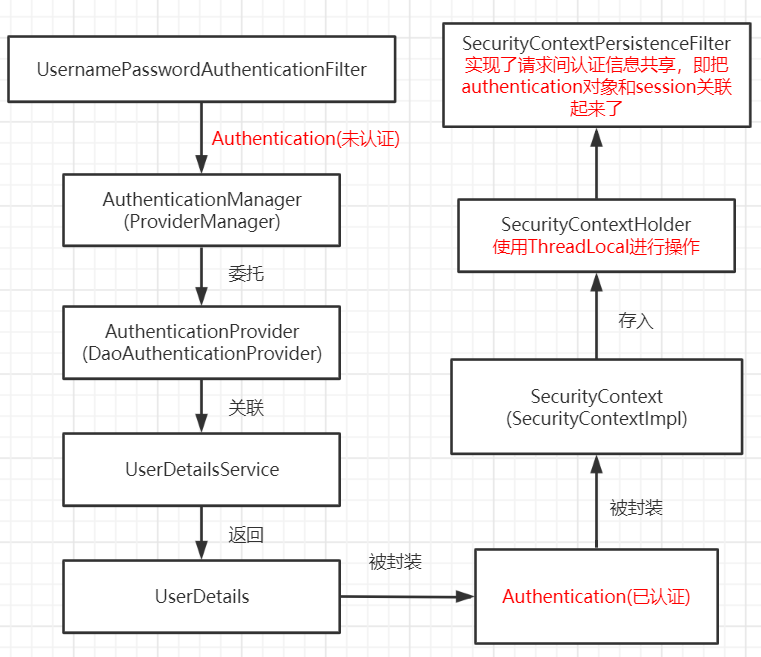 UsernamePasswordAuthenticationFilter
Authentication(未认证)
AuthenticationManager
(ProviderManager)
委托
AuthenticationProvider
(DaoAuthenticationProvider)
关联
UserDetailsService
返回
UserDetails
被封装
Authentication(已认证)
被封装
SecurityContext
(SecurityContextImpl)
存入
SecurityContextHolder
使用ThreadLocal进行操作
SecurityContextPersistenceFilter
实现了请求间认证信息共享，即把
authentication对象和session关联
起来了